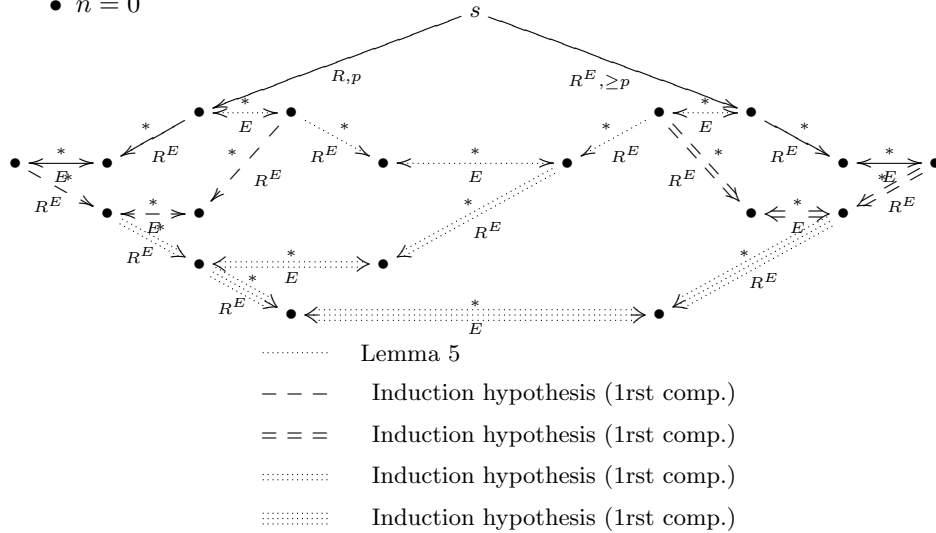 • n = 0
s
R,p
R^E,≥p
* * 
E E
* * * *
R^E R^E R^E R^E
* * * * *
E R^E E R^E E
* *
R^E R^E
* *
E E
* *
R^E R^E
* *
R^E E
* *
R^E R^E
*
E
Lemma 5
Induction hypothesis (1rst comp.)
Induction hypothesis (1rst comp.)
Induction hypothesis (1rst comp.)
Induction hypothesis (1rst comp.)